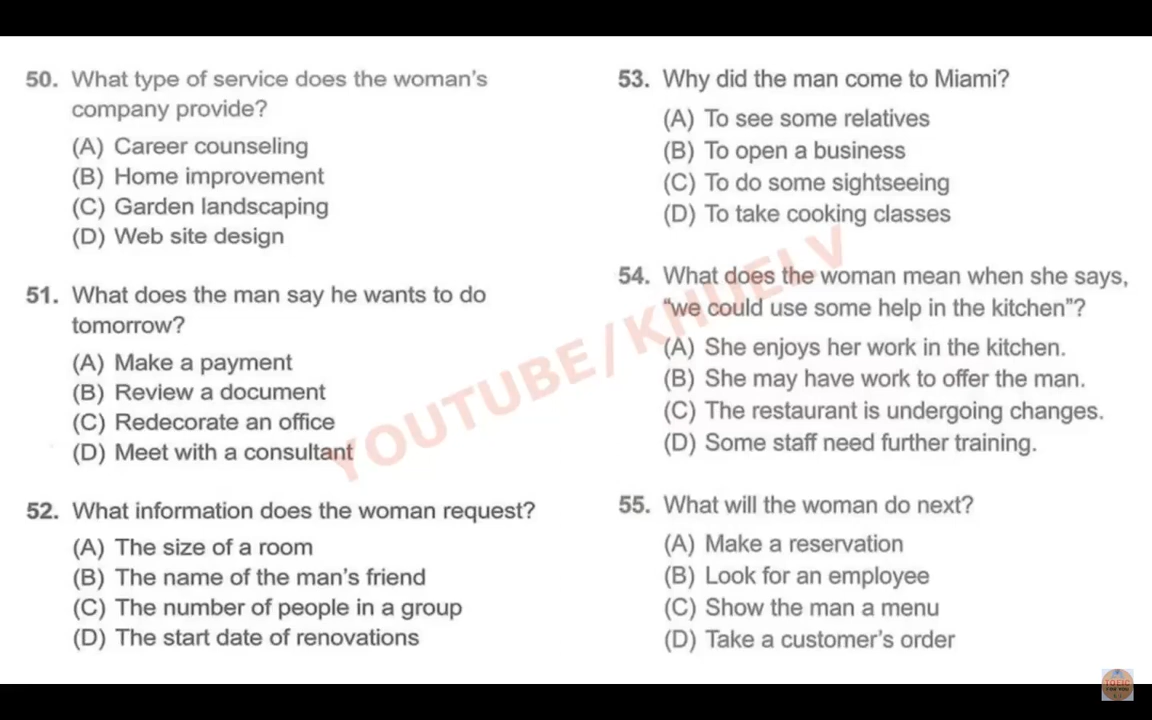 50. What type of service does the woman's
company provide?
(A) Career counseling
(B) Home improvement
(C) Garden landscaping
(D) Web site design
51. What does the man say he wants to do
tomorrow?
(A) Make a payment
(B) Review a document
(C) Redecorate an office
(D) Meet with a consultant
52. What information does the woman request?
(A) The size of a room
(B) The name of the man's friend
(C) The number of people in a group
(D) The start date of renovations
53. Why did the man come to Miami?
(A) To see some relatives
(B) To open a business
(C) To do some sightseeing
(D) To take cooking classes
54. What does the woman mean when she says,
"we could use some help in the kitchen"?
(A) She enjoys her work in the kitchen.
(B) She may have work to offer the man.
(C) The restaurant is undergoing changes.
(D) Some staff need further training.
55. What will the woman do next?
(A) Make a reservation
(B) Look for an employee
(C) Show the man a menu
(D) Take a customer's order
YOUTUBE/KHUELV
TOEIC
FOR YOU